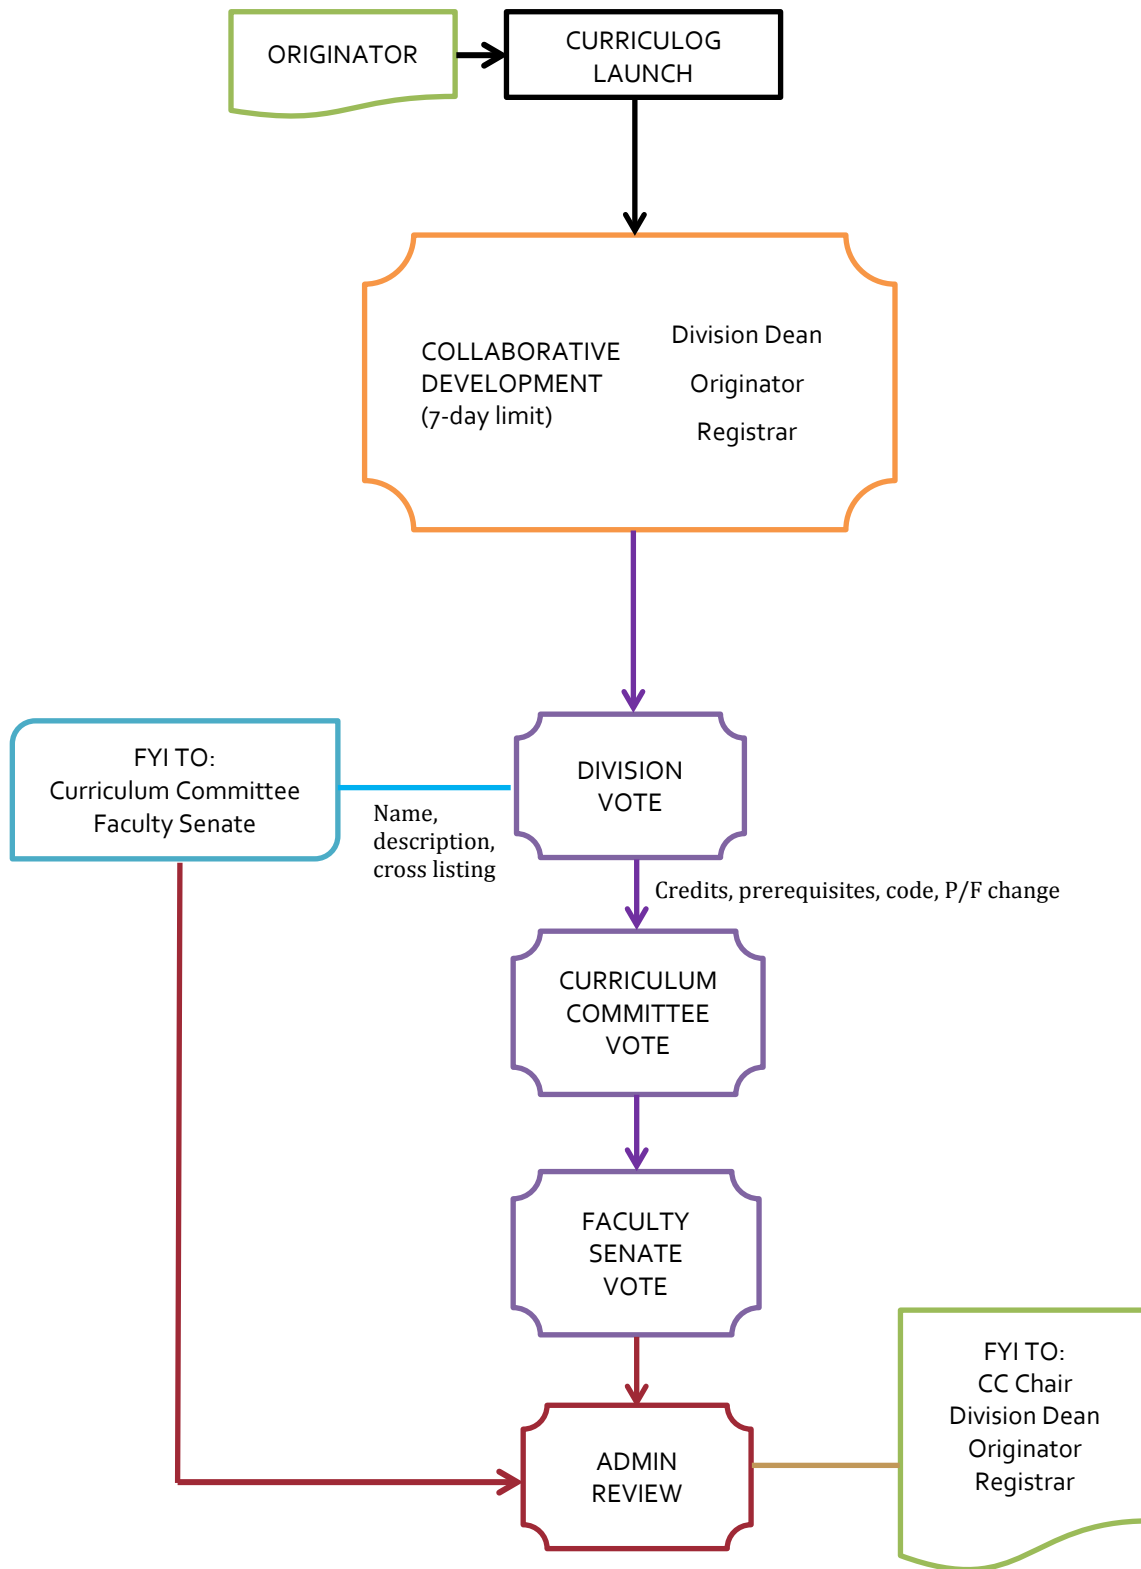 ORIGINATOR
CURRICULOG
LAUNCH
COLLABORATIVE
DEVELOPMENT
(7-day limit)
Division Dean
Originator
Registrar
FYI TO:
Curriculum Committee
Faculty Senate
Name,
description,
cross listing
DIVISION
VOTE
Credits, prerequisites, code, P/F change
CURRICULUM
COMMITTEE
VOTE
FACULTY
SENATE
VOTE
ADMIN
REVIEW
FYI TO:
CC Chair
Division Dean
Originator
Registrar